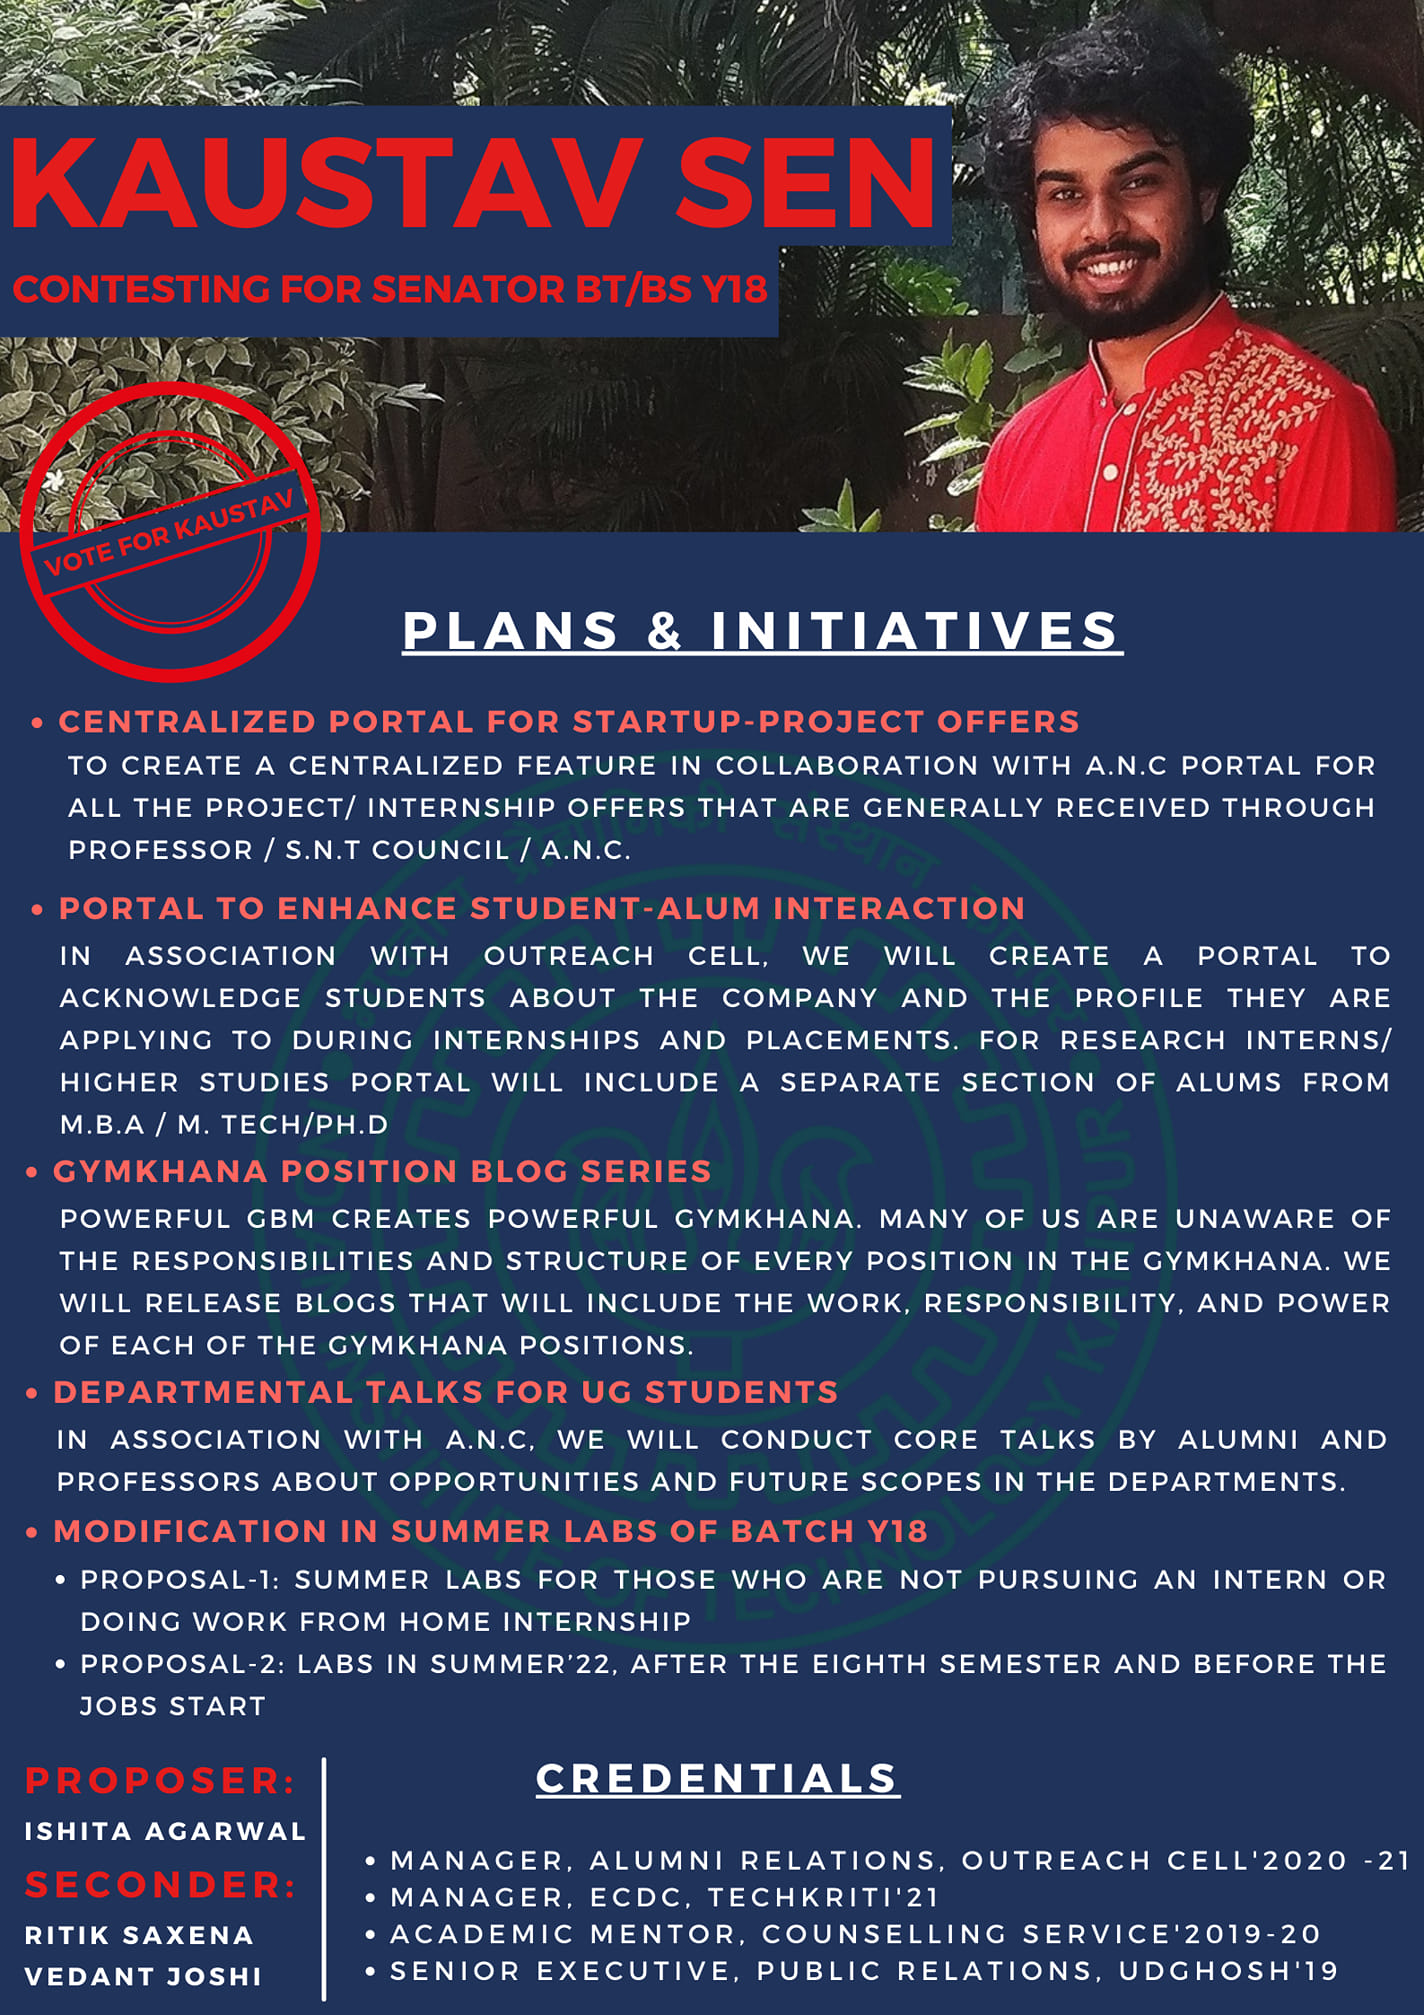 KAUSTAV SEN
CONTESTING FOR SENATOR BT/BS Y18
VOTE FOR KAUSTAV
PLANS & INITIATIVES
• CENTRALIZED PORTAL FOR STARTUP-PROJECT OFFERS
TO CREATE A CENTRALIZED FEATURE IN COLLABORATION WITH A.N.C PORTAL FOR
ALL THE PROJECT/ INTERNSHIP OFFERS THAT ARE GENERALLY RECEIVED THROUGH
PROFESSOR / S.N.T COUNCIL / A.N.C.
• PORTAL TO ENHANCE STUDENT-ALUM INTERACTION
IN ASSOCIATION WITH OUTREACH CELL, WE WILL CREATE A PORTAL TO
ACKNOWLEDGE STUDENTS ABOUT THE COMPANY AND THE PROFILE THEY ARE
APPLYING TO DURING INTERNSHIPS AND PLACEMENTS. FOR RESEARCH INTERNS/
HIGHER STUDIES PORTAL WILL INCLUDE A SEPARATE SECTION OF ALUMS FROM
M.B.A / M. TECH/PH.D
• GYMKHANA POSITION BLOG SERIES
POWERFUL GBM CREATES POWERFUL GYMKHANA. MANY OF US ARE UNAWARE OF
THE RESPONSIBILITIES AND STRUCTURE OF EVERY POSITION IN THE GYMKHANA. WE
WILL RELEASE BLOGS THAT WILL INCLUDE THE WORK, RESPONSIBILITY, AND POWER
OF EACH OF THE GYMKHANA POSITIONS.
• DEPARTMENTAL TALKS FOR UG STUDENTS
IN ASSOCIATION WITH A.N.C, WE WILL CONDUCT CORE TALKS BY ALUMNI AND
PROFESSORS ABOUT OPPORTUNITIES AND FUTURE SCOPES IN THE DEPARTMENTS.
• MODIFICATION IN SUMMER LABS OF BATCH Y18
• PROPOSAL-1: SUMMER LABS FOR THOSE WHO ARE NOT PURSUING AN INTERN OR
DOING WORK FROM HOME INTERNSHIP
• PROPOSAL-2: LABS IN SUMMER’22, AFTER THE EIGHTH SEMESTER AND BEFORE THE
JOBS START
PROPOSER:
ISHITA AGARWAL
SECONDER:
RITIK SAXENA
VEDANT JOSHI
CREDENTIALS
• MANAGER, ALUMNI RELATIONS, OUTREACH CELL'2020 -21
• MANAGER, ECDC, TECHKRITI'21
• ACADEMIC MENTOR, COUNSELLING SERVICE'2019-20
• SENIOR EXECUTIVE, PUBLIC RELATIONS, UDGHOSH'19